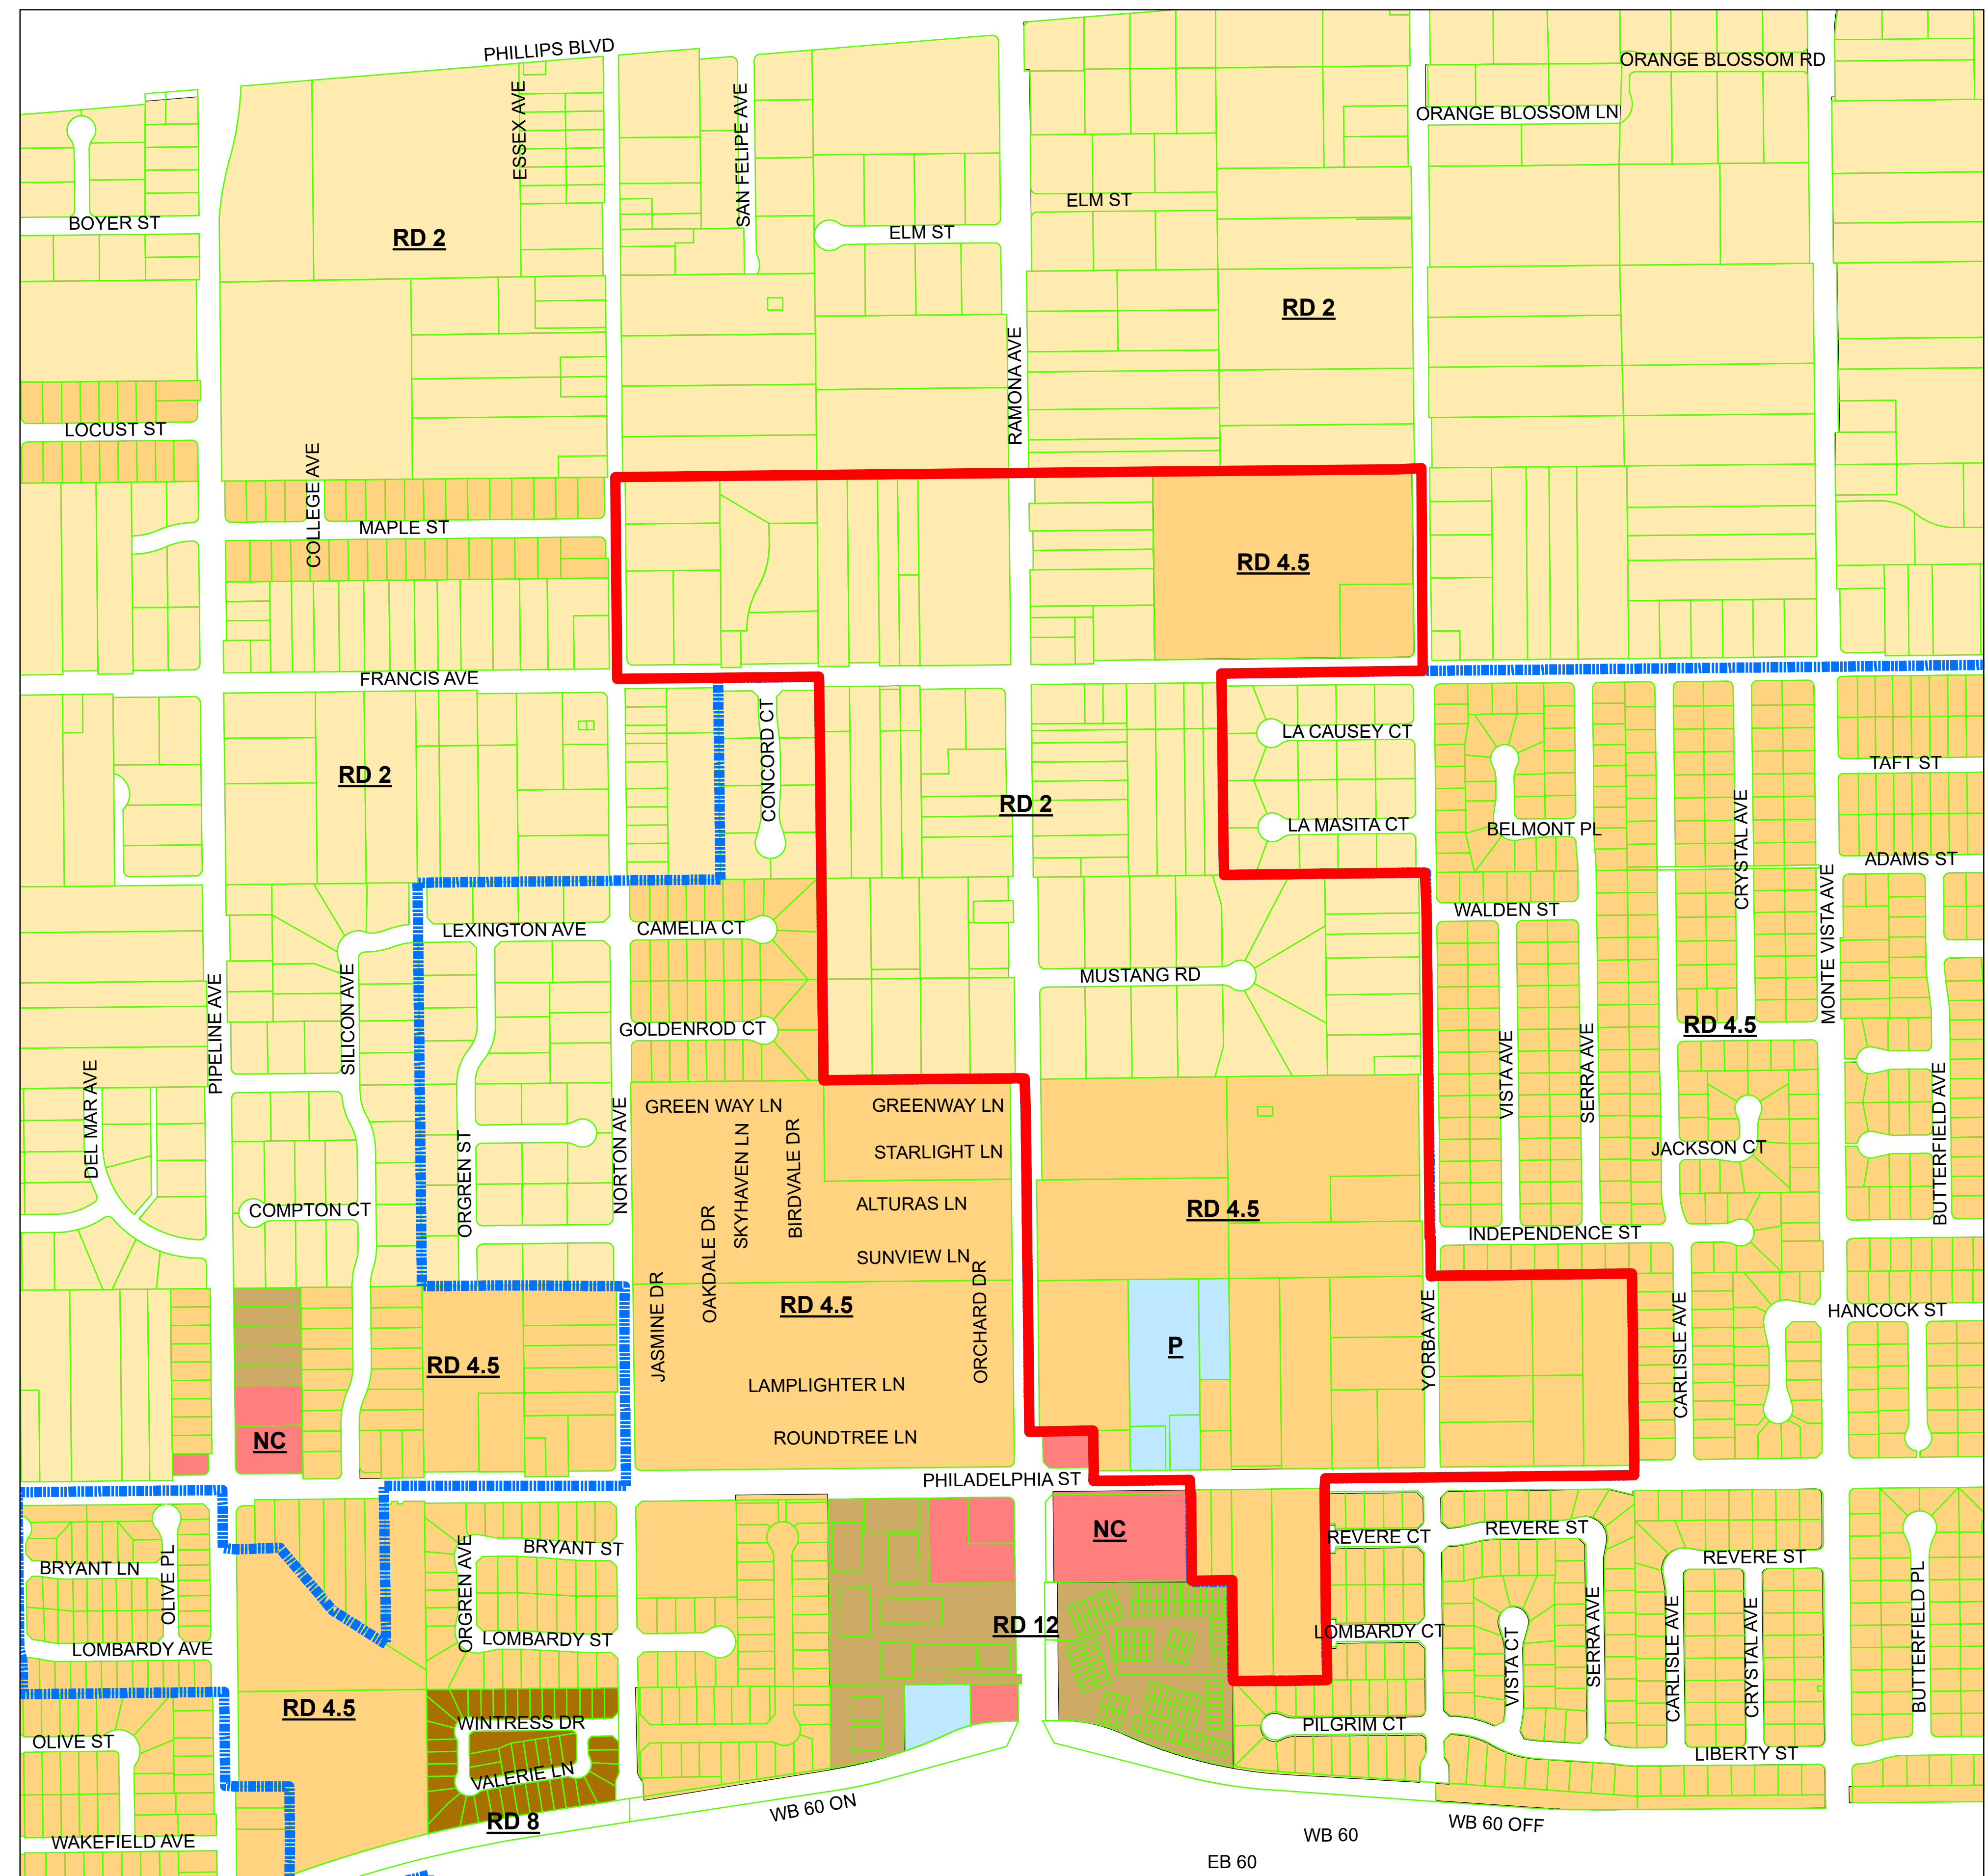 PHILLIPS BLVD
ORANGE BLOSSOM RD
ESSEX AVE
SAN FELIPE AVE
ORANGE BLOSSOM LN
ELM ST
BOYER ST
ELM ST
RD 2
RD 2
RAMONA AVE
LOCUST ST
COLLEGE AVE
MAPLE ST
RD 4.5
FRANCIS AVE
CONCORD CT
LA CAUSEY CT
RD 2
RD 2
TAFT ST
LA MASITA CT
BELMONT PL
CRYSTAL AVE
ADAMS ST
MONTE VISTA AVE
WALDEN ST
LEXINGTON AVE
CAMELIA CT
MUSTANG RD
PIPELINE AVE
SILICON AVE
GOLDENROD CT
RD 4.5
VISTA AVE
SERRA AVE
DEL MAR AVE
GREEN WAY LN
GREENWAY LN
NORTON AVE
SKYHAVEN LN
BIRDVALE DR
STARLIGHT LN
JACKSON CT
BUTTERFIELD AVE
ORGREN ST
COMPTON CT
ALTURAS LN
RD 4.5
OAKDALE DR
INDEPENDENCE ST
SUNVIEW LN
JASMINE DR
RD 4.5
ORCHARD DR
HANCOCK ST
YORBA AVE
CARLISLE AVE
P
RD 4.5
LAMPLIGHTER LN
NC
ROUNDTREE LN
PHILADELPHIA ST
NC
REVERE CT
REVERE ST
BRYANT ST
REVERE ST
BRYANT LN
OLIVE PL
ORGREN AVE
BUTTERFIELD PL
RD 12
LOMBARDY CT
LOMBARDY ST
LOMBARDY AVE
SERRA AVE
CARLISLE AVE
CRYSTAL AVE
VISTA CT
RD 4.5
WINTRESS DR
PILGRIM CT
OLIVE ST
LIBERTY ST
VALERIE LN
RD 8
WB 60 ON
WB 60 OFF
WB 60
WAKEFIELD AVE
EB 60